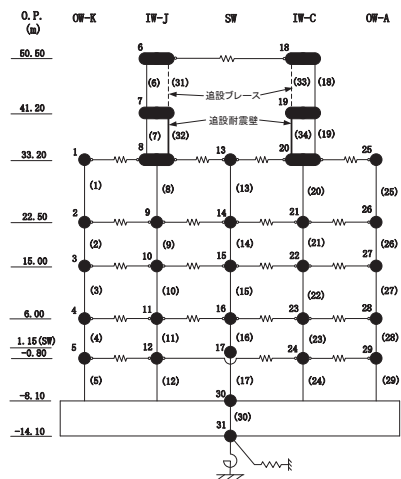 O.P. OW-K IW-J SW IW-C OW-A
(m)
50.50 6 18
(6) (31) (33) (18)
追設ブレース
41.20 7 19
追設耐震壁
(7) (32) (34) (19)
33.20 1 8 13 20 25
(1) (8) (13) (20) (25)
22.50 2 9 14 21 26
(2) (9) (14) (21) (26)
15.00 3 10 15 22 27
(3) (10) (15) (22) (27)
6.00 4 11 16 23 28
(4) (11) (16) (23) (28)
1.15(SW) 17
-0.80 5 12 24 29
(5) (12) (17) (24) (29)
-8.10 30
(30)
-14.10 31